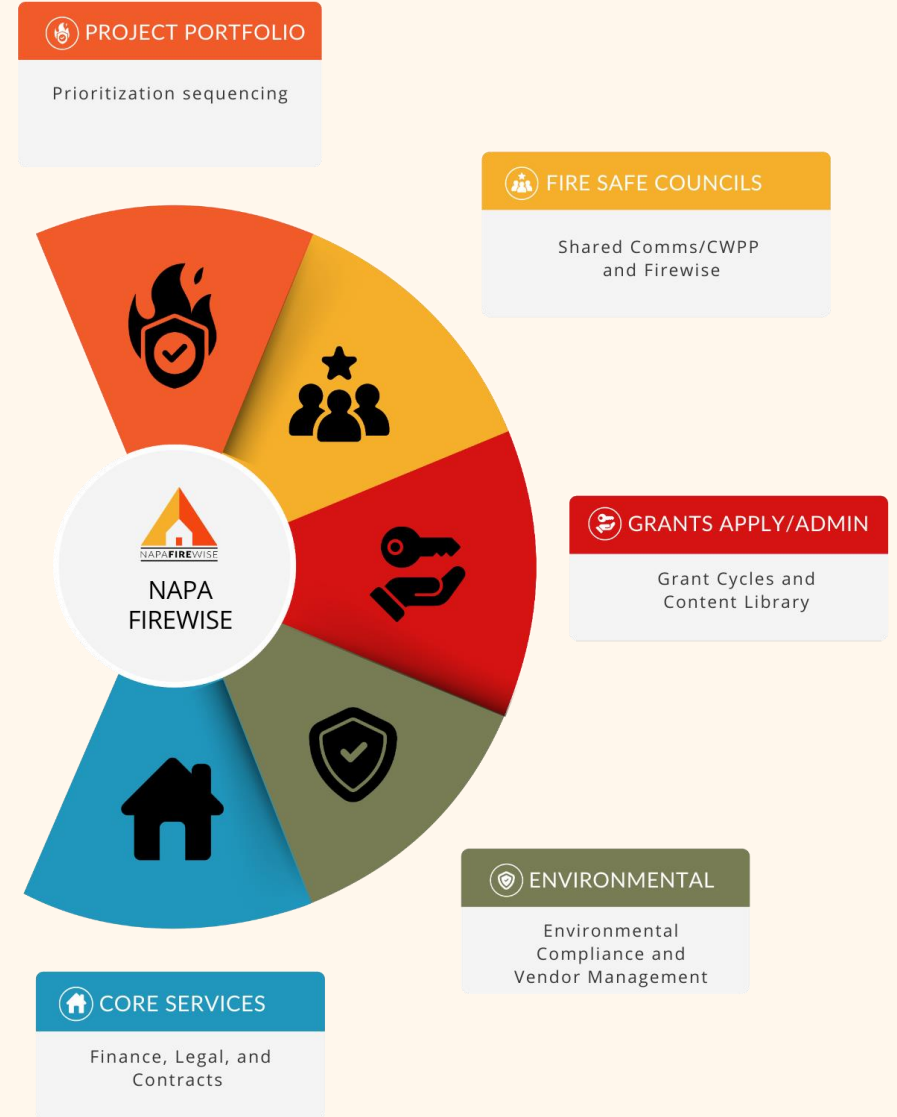 PROJECT PORTFOLIO
Prioritization sequencing
FIRE SAFE COUNCILS
Shared Comms/CWPP
and Firewise
GRANTS APPLY/ADMIN
Grant Cycles and
Content Library
NAPAFIREWISE
NAPA
FIREWISE
ENVIRONMENTAL
Environmental
Compliance and
Vendor Management
CORE SERVICES
Finance, Legal, and
Contracts